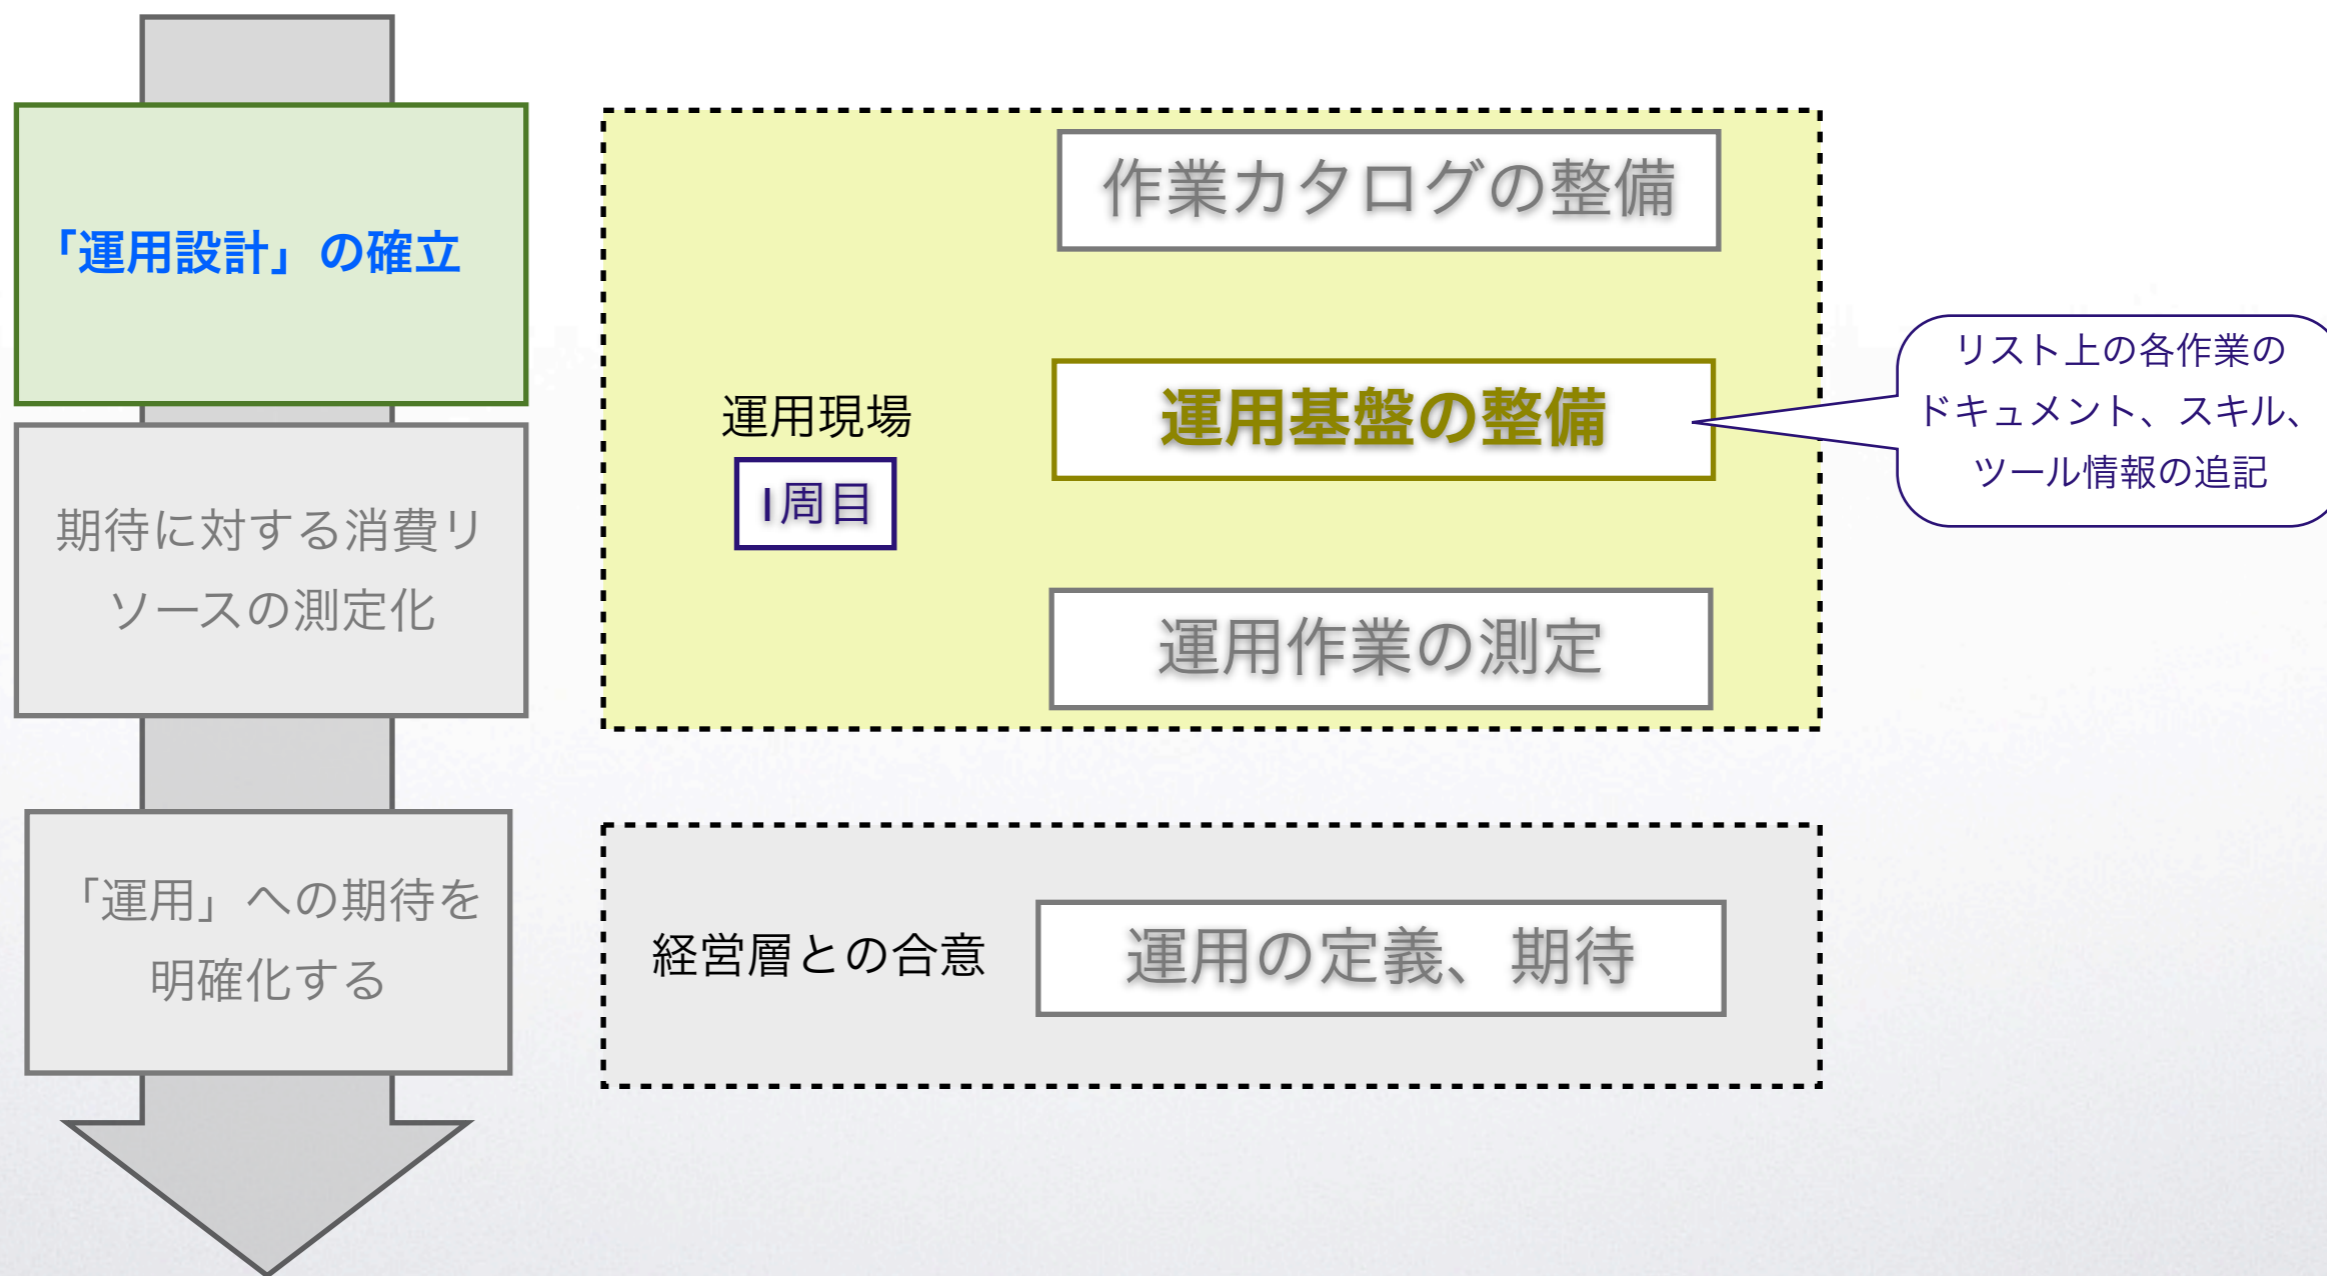 「運用設計」の確立
期待に対する消費リ
ソースの測定化
「運用」への期待を
明確化する
作業カタログの整備
運用現場
1周目
運用基盤の整備
運用作業の測定
リスト上の各作業の
ドキュメント、スキル、
ツール情報の追記
経営層との合意
運用の定義、期待